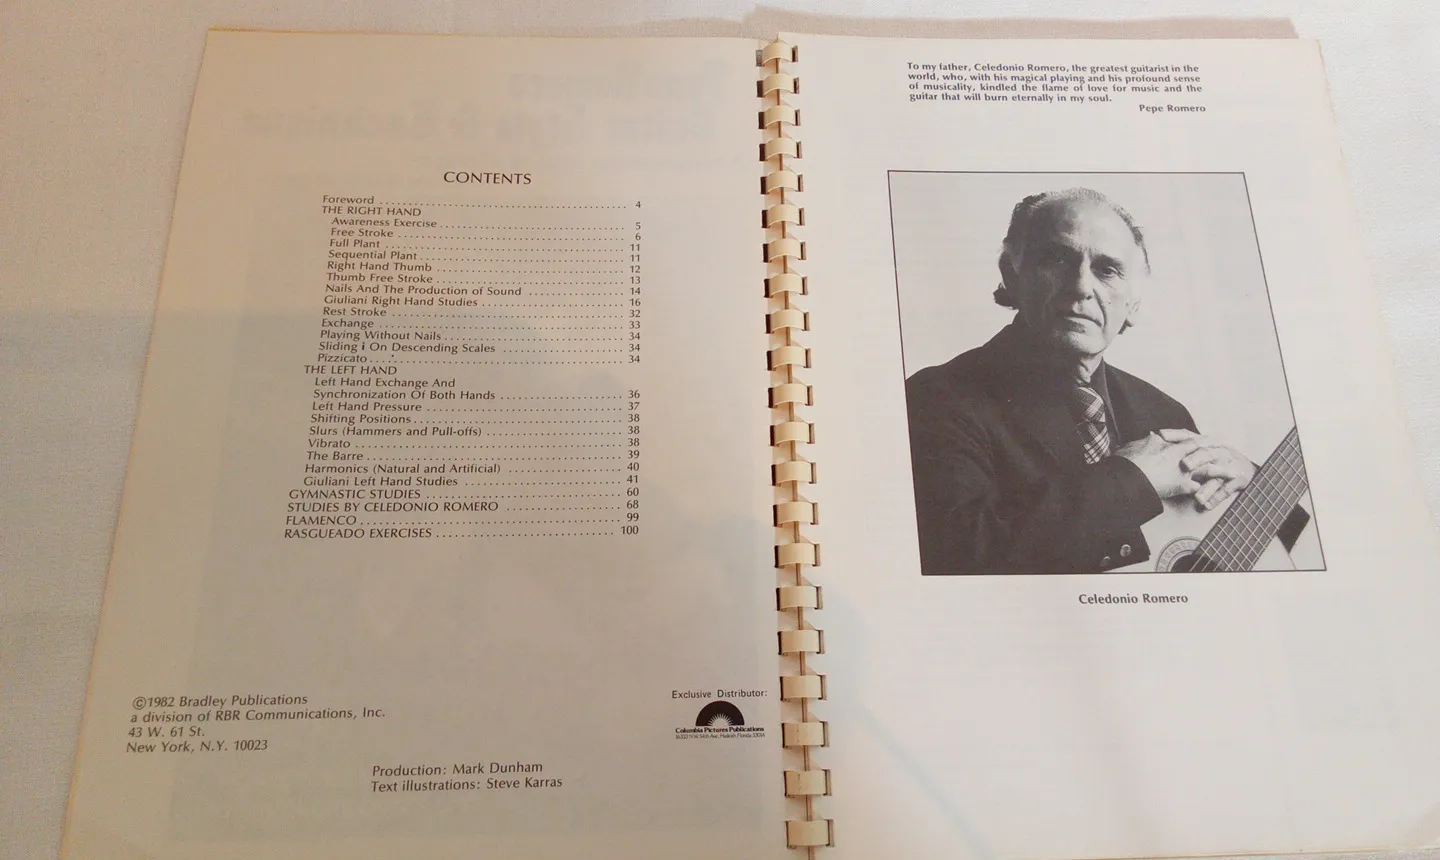 CONTENTS
Foreword ........................................ 4
THE RIGHT HAND
Awareness Exercise .............................. 5
Free Stroke ..................................... 6
Full Plant ...................................... 11
Sequential Plant ................................ 11
Right Hand Thumb ................................ 12
Thumb Free Stroke ............................... 13
Nails And The Production of Sound ............... 14
Giuliani Right Hand Studies ..................... 16
Rest Stroke ..................................... 32
Exchange ........................................ 33
Playing Without Nails ........................... 34
Sliding i On Descending Scales .................. 34
Pizzicato ....................................... 34
THE LEFT HAND
Left Hand Exchange And
Synchronization Of Both Hands ................... 36
Left Hand Pressure .............................. 37
Shifting Positions .............................. 38
Slurs (Hammers and Pull-offs) ................... 38
Vibrato ......................................... 38
The Barre ....................................... 39
Harmonics (Natural and Artificial) .............. 40
Giuliani Left Hand Studies ...................... 41
GYMNASTIC STUDIES ............................... 60
STUDIES BY CELEDONIO ROMERO ..................... 68
FLAMENCO ........................................ 99
RASGUEADO EXERCISES ............................. 100
©1982 Bradley Publications
a division of RBR Communications, Inc.
43 W. 61 St.
New York, N.Y. 10023
Production: Mark Dunham
Text illustrations: Steve Karras
Exclusive Distributor:
Columbia Pictures Publications
To my father, Celedonio Romero, the greatest guitarist in the
world, who, with his magical playing and his profound sense
of musicality, kindled the flame of love for music and the
guitar that will burn eternally in my soul.
Pepe Romero
Celedonio Romero